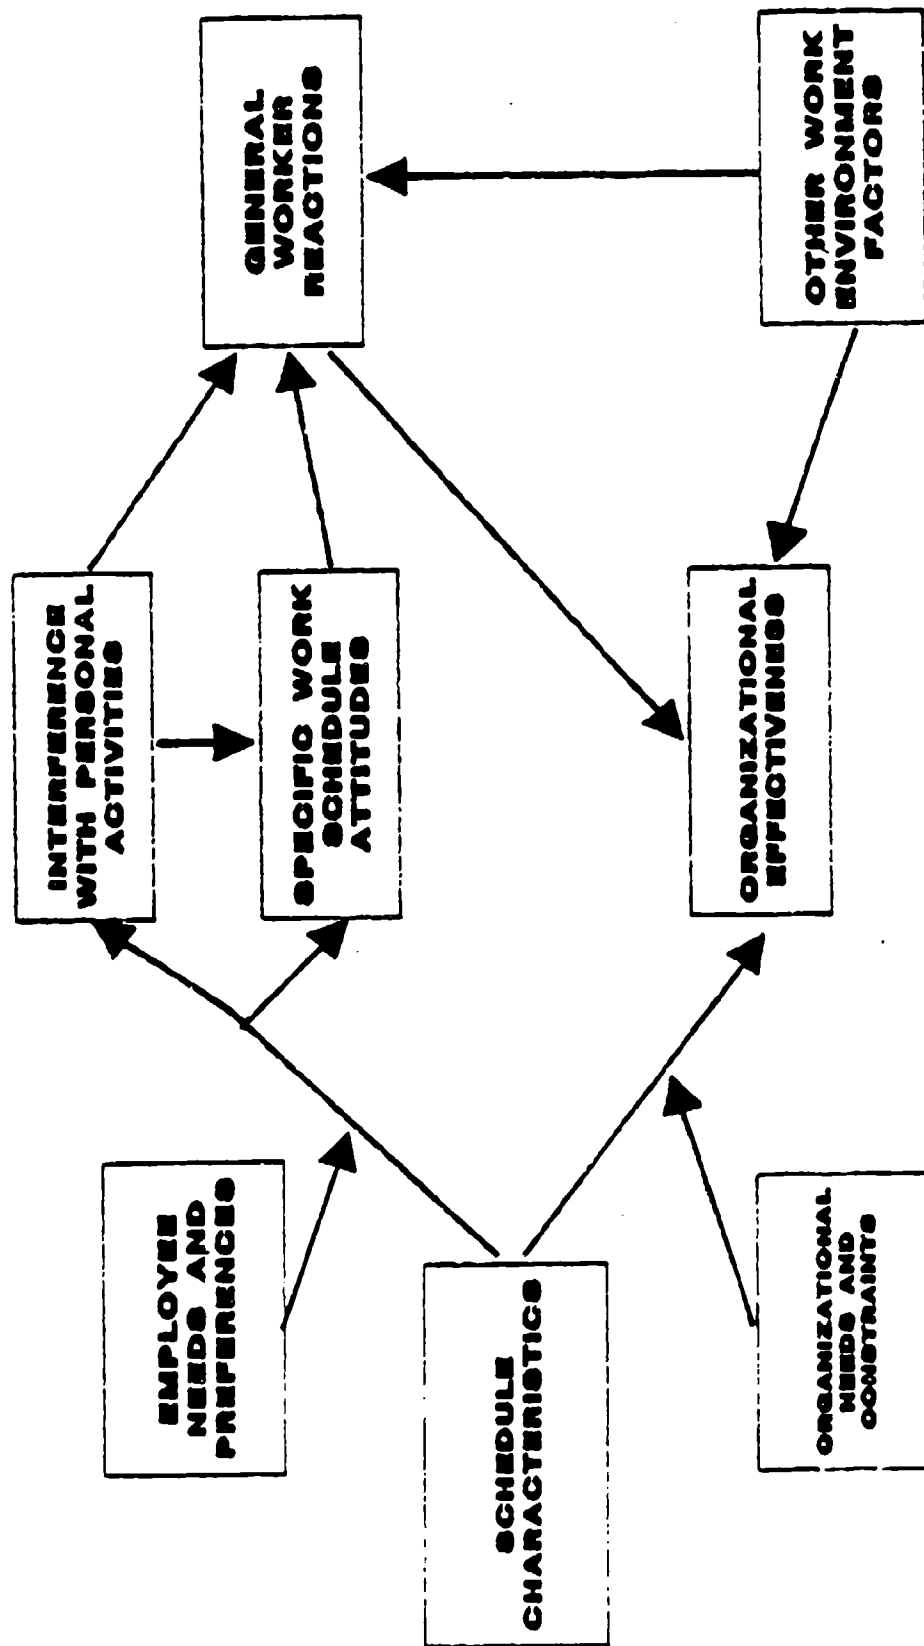 EMPLOYEE
NEEDS AND
PREFERENCES
SCHEDULE
CHARACTERISTICS
ORGANIZATIONAL
NEEDS AND
CONSTRAINTS
INTERFERENCE
WITH PERSONAL
ACTIVITIES
SPECIFIC WORK
SCHEDULE
ATTITUDES
ORGANIZATIONAL
EFFECTIVENESS
GENERAL
WORKER
REACTIONS
OTHER WORK
ENVIRONMENT
FACTORS